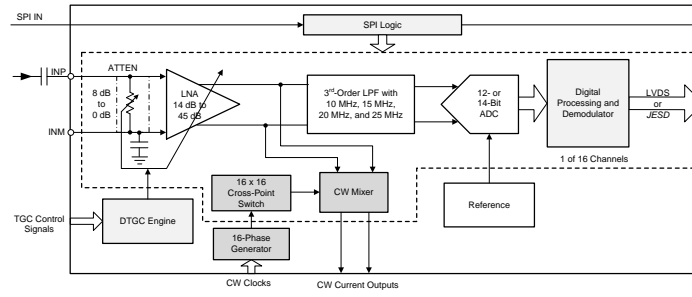 SPI IN
SPI Logic
INP
ATTEN
8 dB
to
0 dB
LNA
14 dB to
45 dB
3rd-Order LPF with
10 MHz, 15 MHz,
20 MHz, and 25 MHz
12- or
14-Bit
ADC
Digital
Processing and
Demodulator
LVDS
or
JESD
INM
1 of 16 Channels
16 x 16
Cross-Point
Switch
CW Mixer
Reference
TGC Control
Signals
DTGC Engine
16-Phase
Generator
CW Clocks
CW Current Outputs